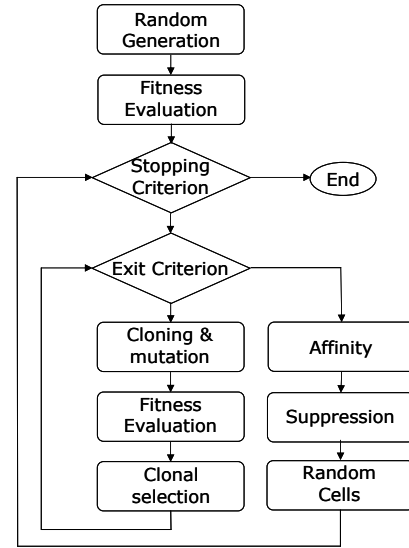 Random
Generation
Fitness
Evaluation
Stopping
Criterion
End
Exit Criterion
Cloning &
mutation
Affinity
Fitness
Evaluation
Suppression
Clonal
selection
Random
Cells